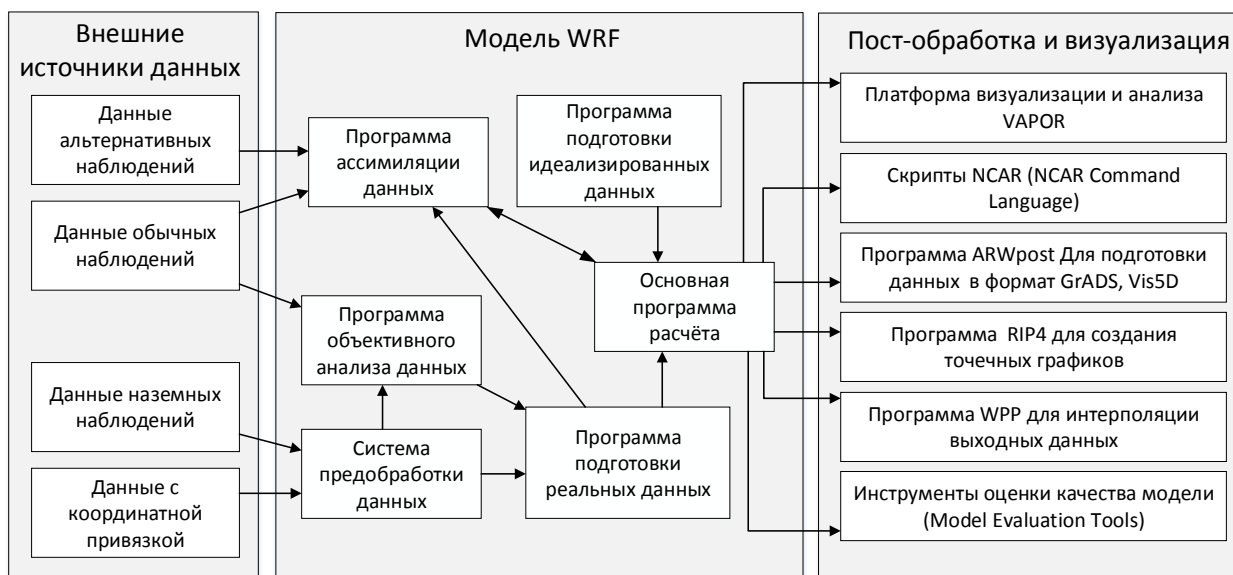 Внешние
источники данных
Данные
альтернативных
наблюдений
Данные обычных
наблюдений
Данные наземных
наблюдений
Данные с
координатной
привязкой
Модель WRF
Программа
ассимиляции
данных
Программа
подготовки
идеализированных
данных
Основная
программа
расчёта
Программа
объективного
анализа данных
Система
предобработки
данных
Программа
подготовки
реальных данных
Пост-обработка и визуализация
Платформа визуализации и анализа
VAPOR
Скрипты NCAR (NCAR Command
Language)
Программа ARWpost Для подготовки
данных в формат GrADS, Vis5D
Программа RIP4 для создания
точечных графиков
Программа WPP для интерполяции
выходных данных
Инструменты оценки качества модели
(Model Evaluation Tools)